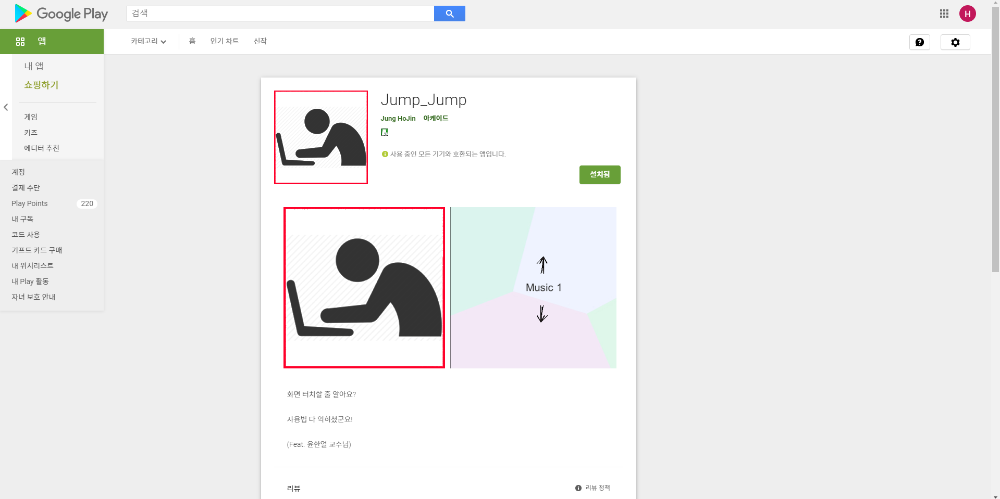 Google Play
검색
H
앱
카테고리
홈
인기 차트
신작
내 앱
쇼핑하기
게임
키즈
에디터 추천
계정
결제 수단
Play Points 220
내 구독
코드 사용
기프트 카드 구매
내 위시리스트
내 Play 활동
자녀 보호 안내
Jump_Jump
Jung HoJin 아케이드
사용 중인 모든 기기와 호환되는 앱입니다.
설치됨
Music 1
화면 터치할 줄 알아요?
사용법 다 익히셨군요!
(Feat. 윤한얼 교수님)
리뷰
리뷰 정책